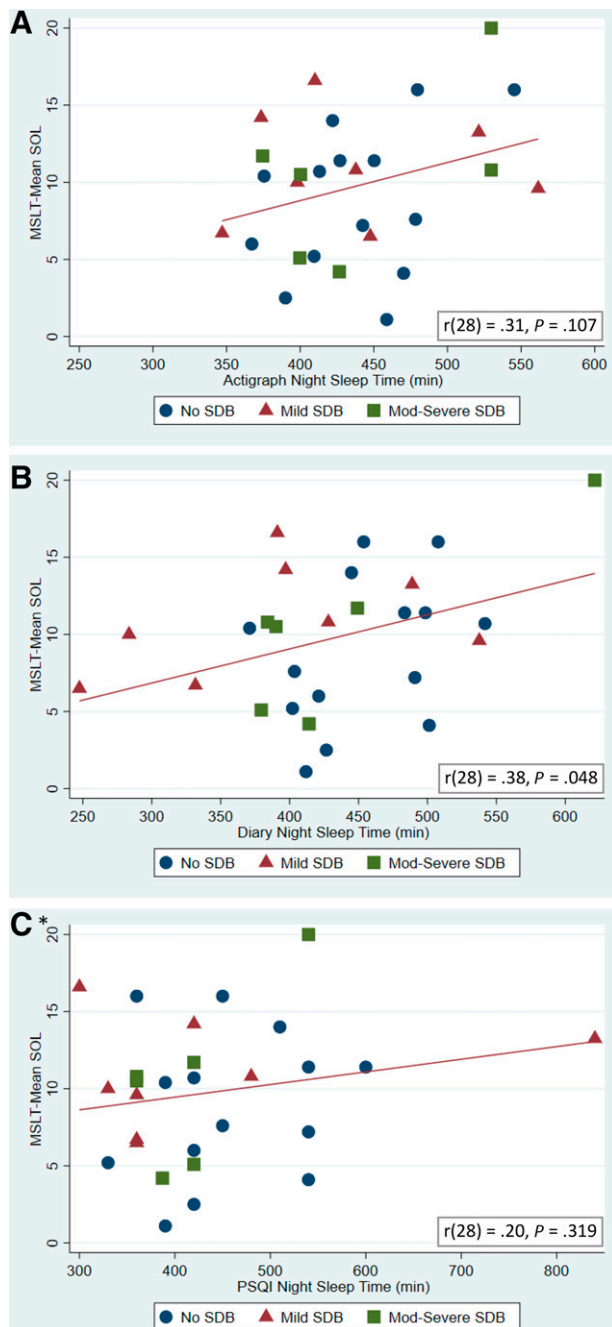 A
20
15
10
5
0
MSLT-Mean SOL
r(28) = .31, P = .107
250 300 350 400 450 500 550 600
Actigraph Night Sleep Time (min)
No SDB Mild SDB Mod-Severe SDB
B
20
15
10
5
0
MSLT-Mean SOL
r(28) = .38, P = .048
250 300 350 400 450 500 550 600
Diary Night Sleep Time (min)
No SDB Mild SDB Mod-Severe SDB
C *
20
15
10
5
0
MSLT-Mean SOL
r(28) = .20, P = .319
300 400 500 600 700 800
PSQI Night Sleep Time (min)
No SDB Mild SDB Mod-Severe SDB